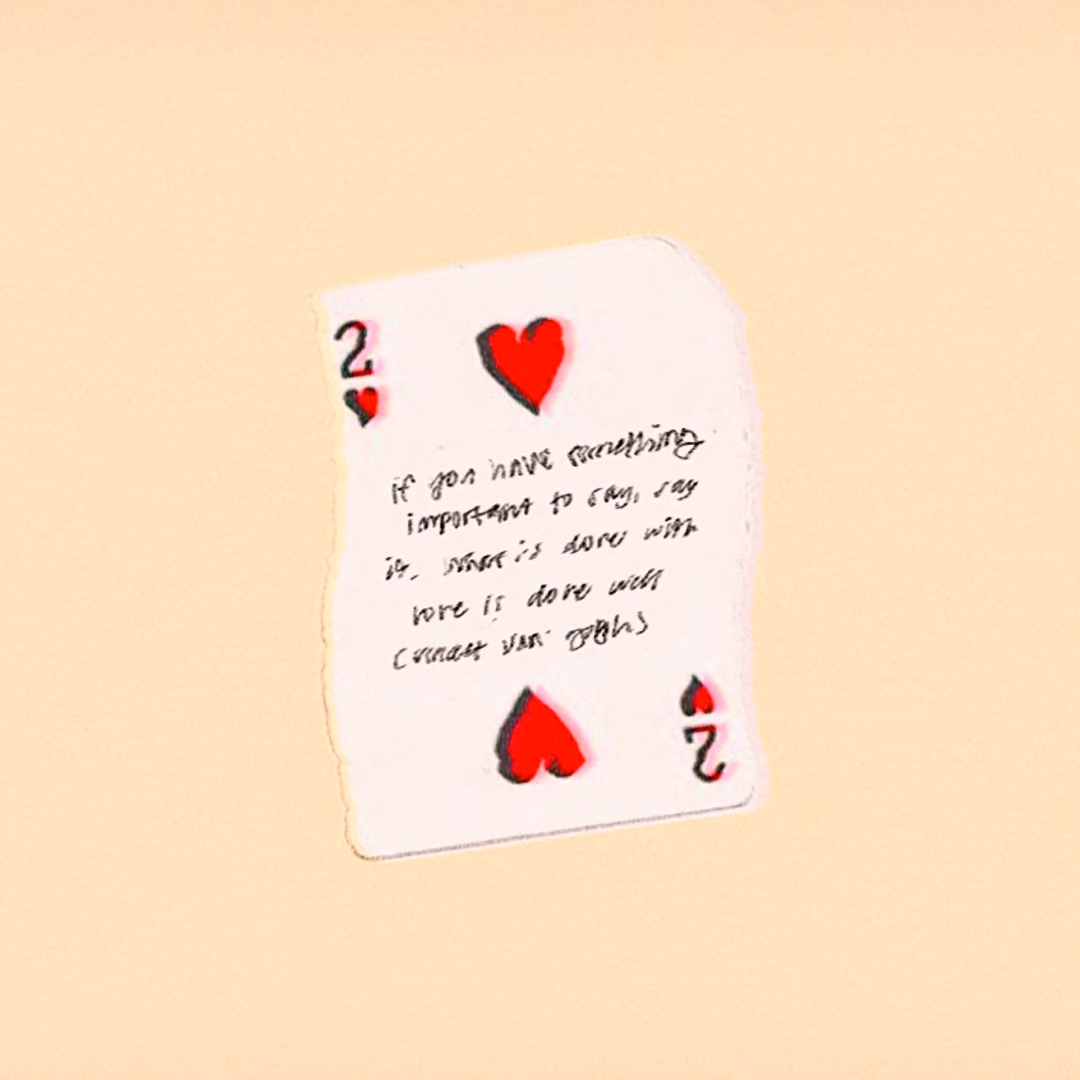 2
if you have something
important to say, say
it. What is done with
love is done well
van gogh)
2